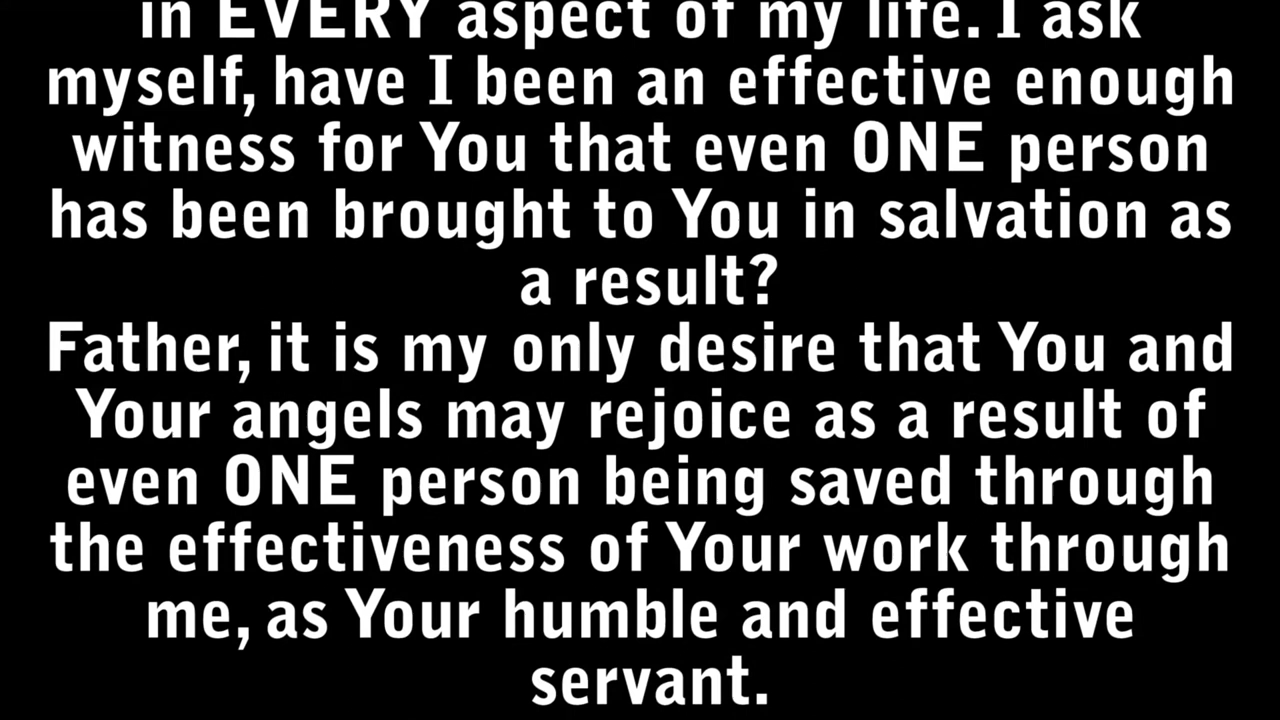 in EVERY aspect of my life. I ask
myself, have I been an effective enough
witness for You that even ONE person
has been brought to You in salvation as
a result?
Father, it is my only desire that You and
Your angels may rejoice as a result of
even ONE person being saved through
the effectiveness of Your work through
me, as Your humble and effective
servant.